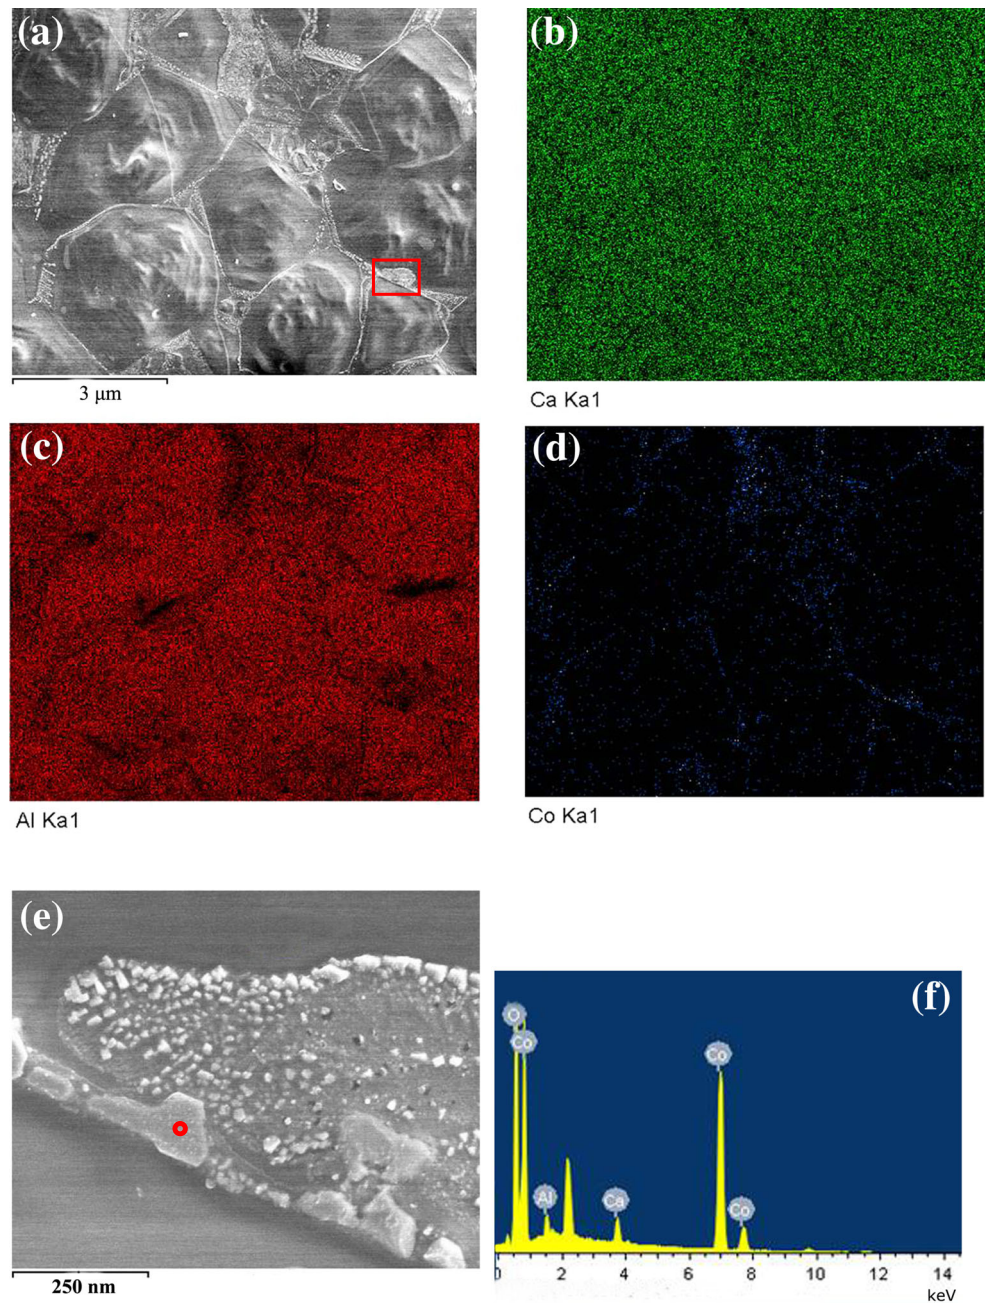 (a)
(b)
3 μm
Ca Ka1
(c)
(d)
Al Ka1
Co Ka1
(e)
250 nm
(f)
O
Co
Co
Al
Ca
Co
0 2 4 6 8 10 12 14
keV